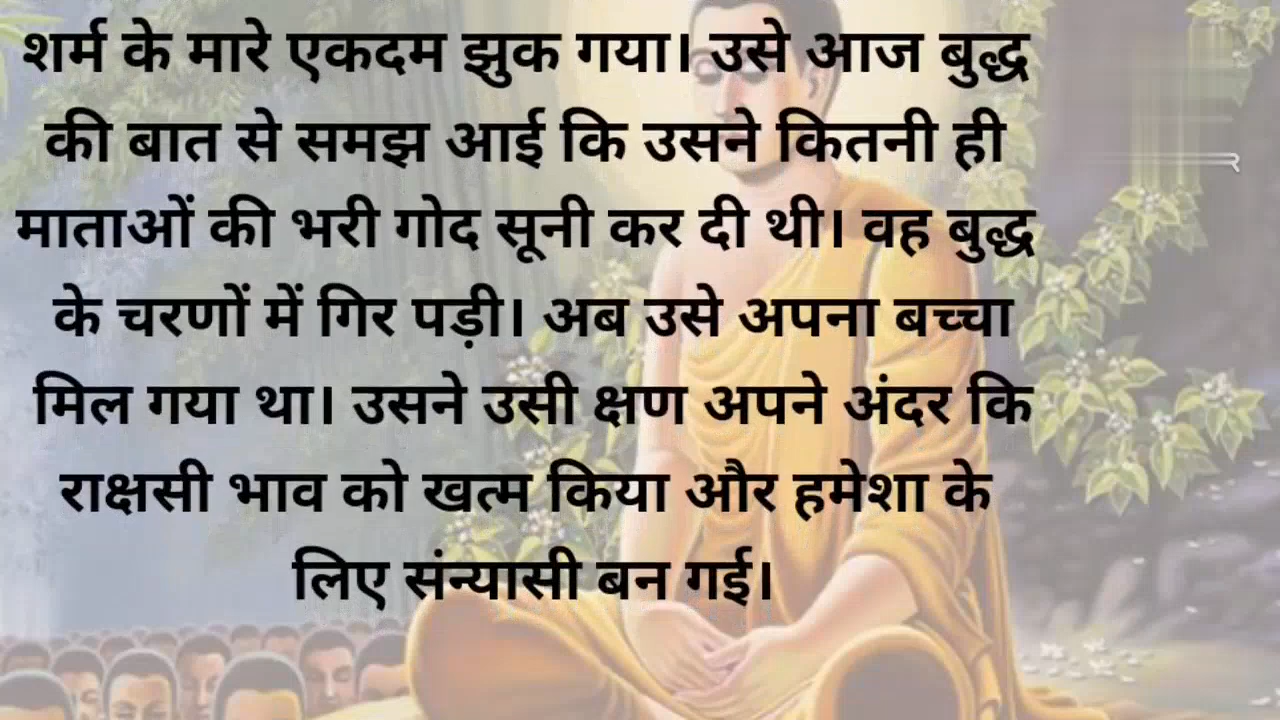 शर्म के मारे एकदम झुक गया। उसे आज बुद्ध
की बात से समझ आई कि उसने कितनी ही
माताओं की भरी गोद सूनी कर दी थी। वह बुद्ध
के चरणों में गिर पड़ी। अब उसे अपना बच्चा
मिल गया था। उसने उसी क्षण अपने अंदर कि
राक्षसी भाव को खत्म किया और हमेशा के
लिए संन्यासी बन गई।